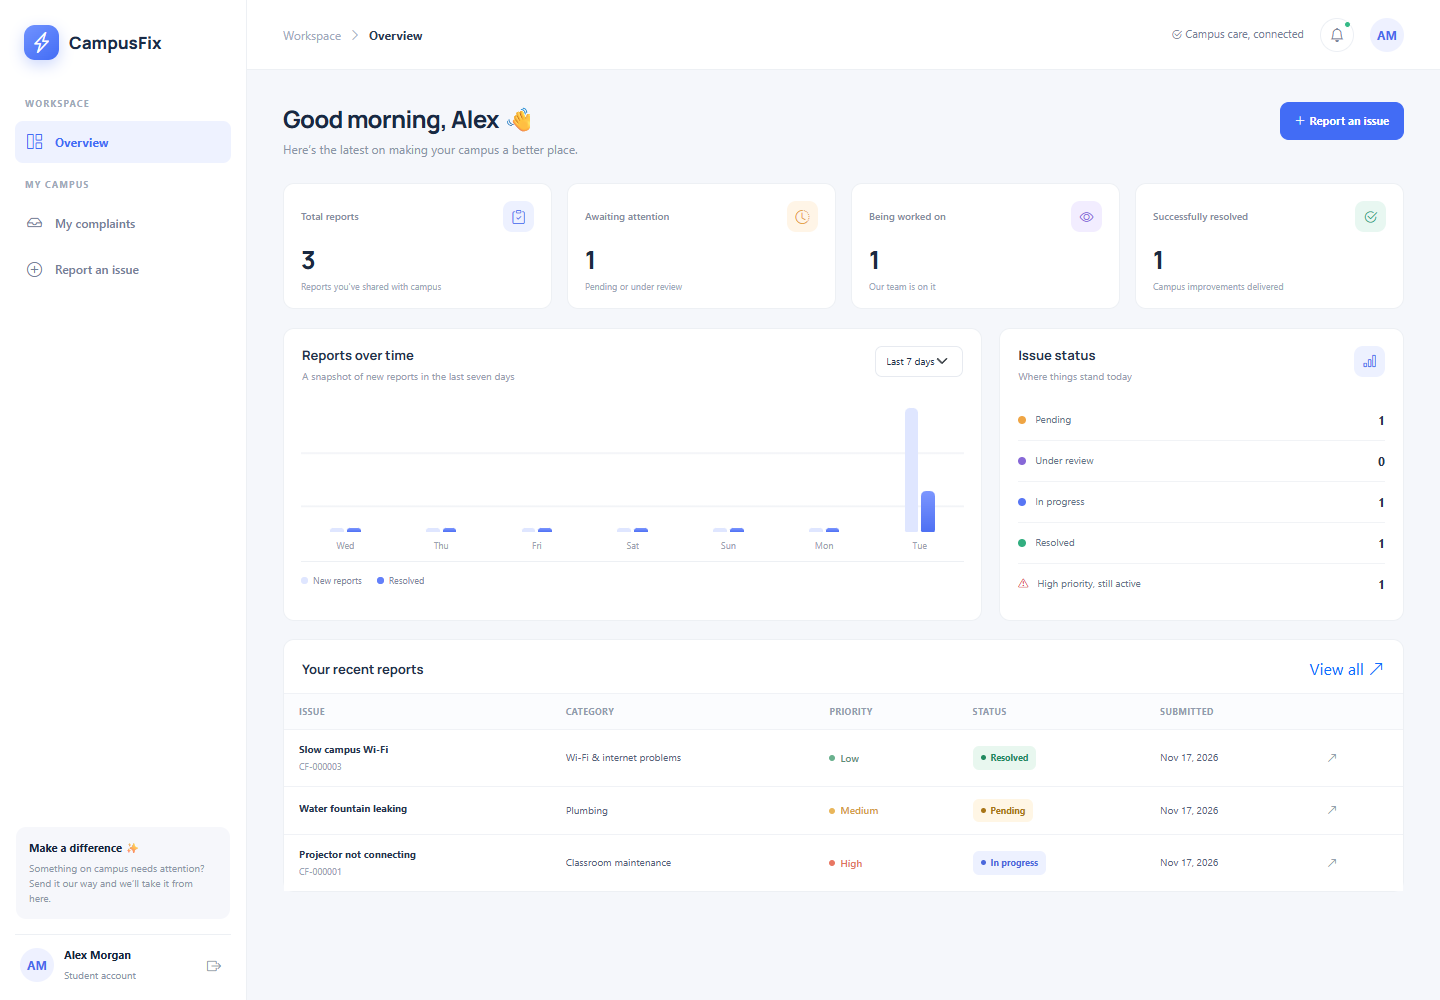 CampusFix
WORKSPACE
Overview
MY CAMPUS
My complaints
Report an issue
Make a difference ✨
Something on campus needs attention?
Send it our way and we'll take it from
here.
AM
Alex Morgan
Student account
Workspace > Overview
Campus care, connected
AM
Good morning, Alex 👋
Here's the latest on making your campus a better place.
+ Report an issue
Total reports
3
Reports you've shared with campus
Awaiting attention
1
Pending or under review
Being worked on
1
Our team is on it
Successfully resolved
1
Campus improvements delivered
Reports over time
A snapshot of new reports in the last seven days
Last 7 days
Wed Thu Fri Sat Sun Mon Tue
New reports Resolved
Issue status
Where things stand today
Pending 1
Under review 0
In progress 1
Resolved 1
High priority, still active 1
Your recent reports
View all
ISSUE CATEGORY PRIORITY STATUS SUBMITTED
Slow campus Wi-Fi
CF-000003
Wi-Fi & internet problems
Low
Resolved
Nov 17, 2026
Water fountain leaking
Plumbing
Medium
Pending
Nov 17, 2026
Projector not connecting
CF-000001
Classroom maintenance
High
In progress
Nov 17, 2026